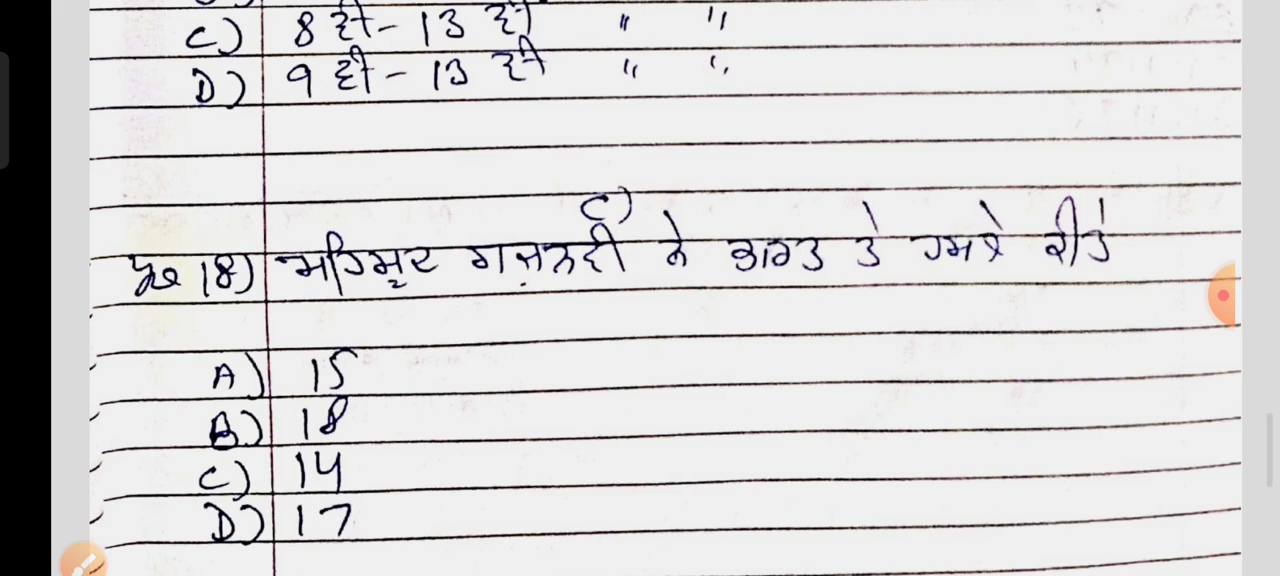 C) 8 ਵੀ - 13 ਵੀ " "
D) 9 ਵੀ - 13 ਵੀ " "
C)
ਪ੍ਰਃ 18) ਮਹਿਮੂਦ ਗਜ਼ਨਵੀ ਨੇ ਭਾਰਤ ਤੇ ਹਮਲੇ ਕੀਤੇ
A) 15
B) 18
C) 14
D) 17